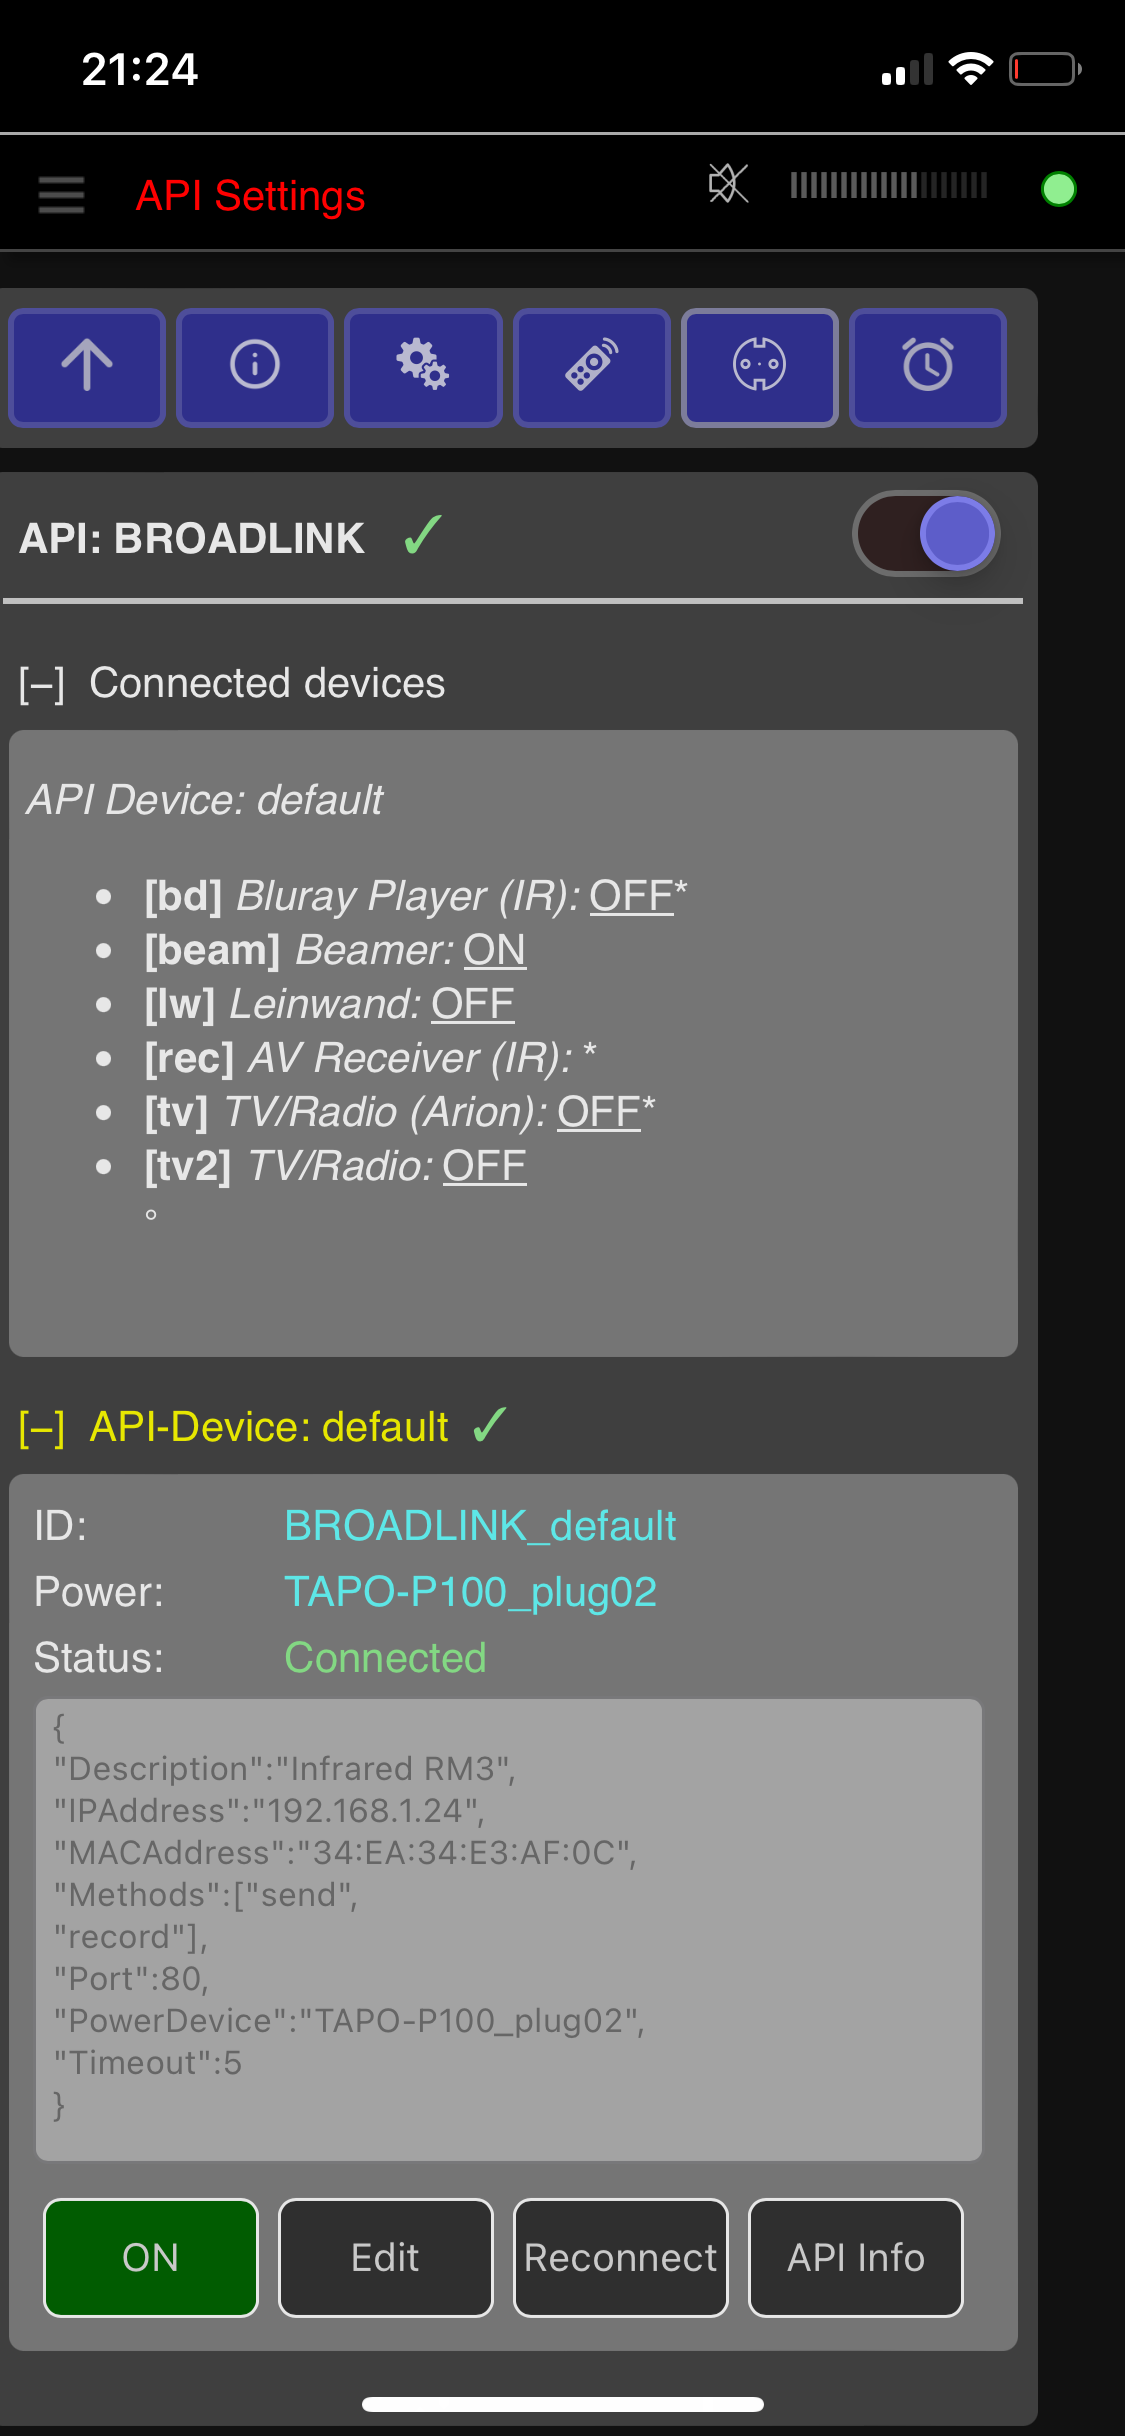 21:24
API Settings
API: BROADLINK ✓
[–] Connected devices
API Device: default
• [bd] Bluray Player (IR): OFF*
• [beam] Beamer: ON
• [lw] Leinwand: OFF
• [rec] AV Receiver (IR): *
• [tv] TV/Radio (Arion): OFF*
• [tv2] TV/Radio: OFF
[–] API-Device: default ✓
ID: BROADLINK_default
Power: TAPO-P100_plug02
Status: Connected
{
"Description":"Infrared RM3",
"IPAddress":"192.168.1.24",
"MACAddress":"34:EA:34:E3:AF:0C",
"Methods":["send",
"record"],
"Port":80,
"PowerDevice":"TAPO-P100_plug02",
"Timeout":5
}
ON Edit Reconnect API Info